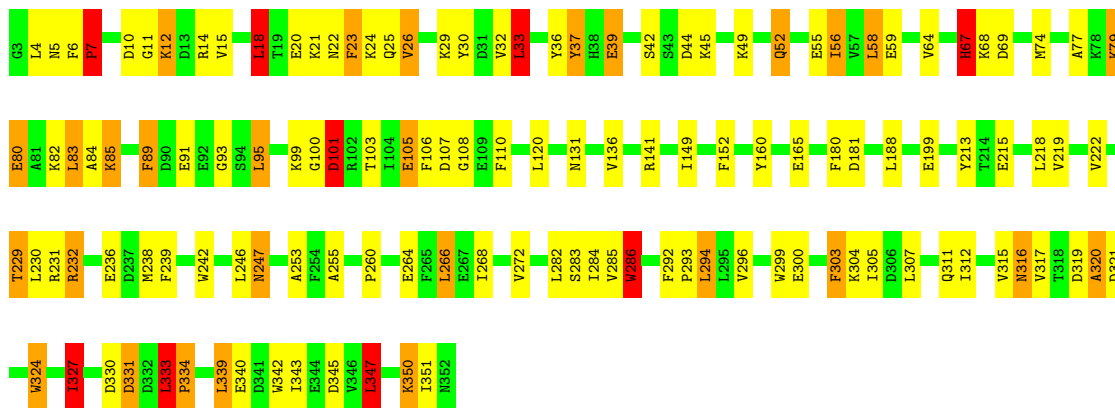 G3 L4 N5 F6 P7 D10 G11 K12 D13 R14 V15 L18 T19 E20 K21 N22 F23 K24 Q25 V26 K29 Y30 D31 V32 L33 Y36 Y37 H38 E39 S42 S43 D44 K45 K49 Q52 E55 I56 V57 L58 E59 V64 H67 K68 D69 M74 A77 K78 K79
E80 A81 K82 L83 A84 K85 F89 D90 E91 E92 G93 S94 L95 K99 G100 D101 R102 T103 I104 E105 F106 D107 G108 E109 F110 L120 N131 V136 R141 I149 F152 Y160 E165 F180 D181 L188 E199 Y213 T214 E215 L218 V219 V222
T229 L230 R231 R232 E236 D237 M238 F239 W242 L246 N247 A253 F254 A255 P260 E264 F265 L266 E267 I268 V272 L282 S283 I284 V285 W286 F292 P293 L294 L295 V296 W299 E300 F303 K304 I305 D306 L307 Q311 I312 V315 N316 V317 T318 D319 A320 D321
W324 I327 D330 D331 D332 L333 P334 L339 E340 D341 W342 I343 E344 D345 V346 L347 K350 I351 N352